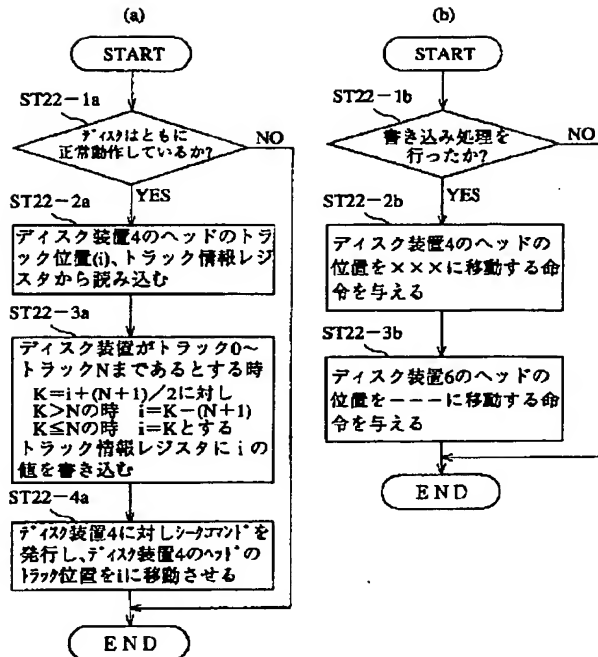 (a)
START
ST22-1a
ディスクはともに
正常動作しているか?
NO
YES
ST22-2a
ディスク装置4のヘッドのトラ
ック位置(i)、トラック情報レジ
スタから読み込む
ST22-3a
ディスク装置がトラック0~
トラックNまであるとする時
K=i+(N+1)/2に対し
K>Nの時 i=K-(N+1)
K≦Nの時 i=Kとする
トラック情報レジスタに i の
値を書き込む
ST22-4a
ディスク装置4に対しシークコマンドを
発行し、ディスク装置4のヘッドの
トラック位置をiに移動させる
END
(b)
START
ST22-1b
書き込み処理を
行ったか?
NO
YES
ST22-2b
ディスク装置4のヘッドの
位置を×××に移動する命
令を与える
ST22-3b
ディスク装置6のヘッドの
位置を---に移動する命
令を与える
END